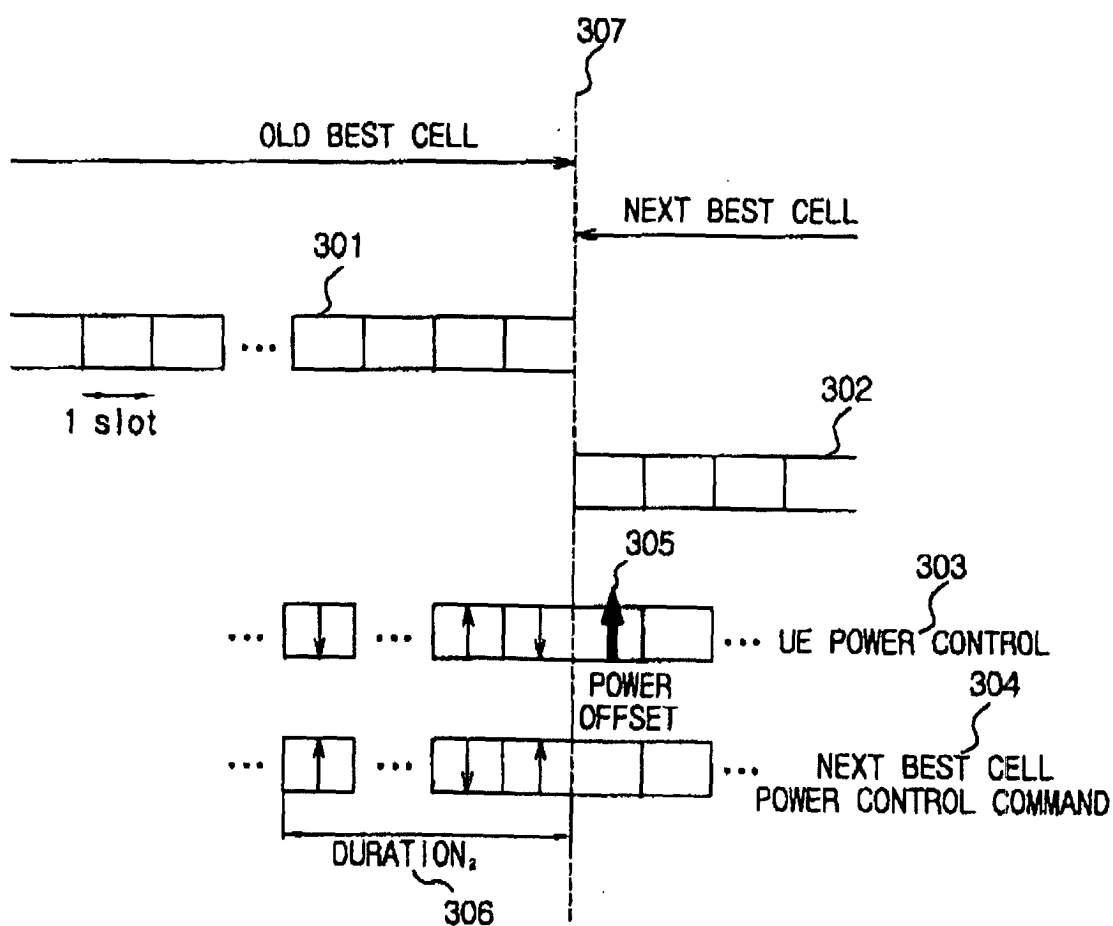 307
OLD BEST CELL
NEXT BEST CELL
301
...
1 slot
302
305
303
... ... ... UE POWER CONTROL
POWER
OFFSET
304
... ... ... NEXT BEST CELL
POWER CONTROL COMMAND
DURATION₂
306